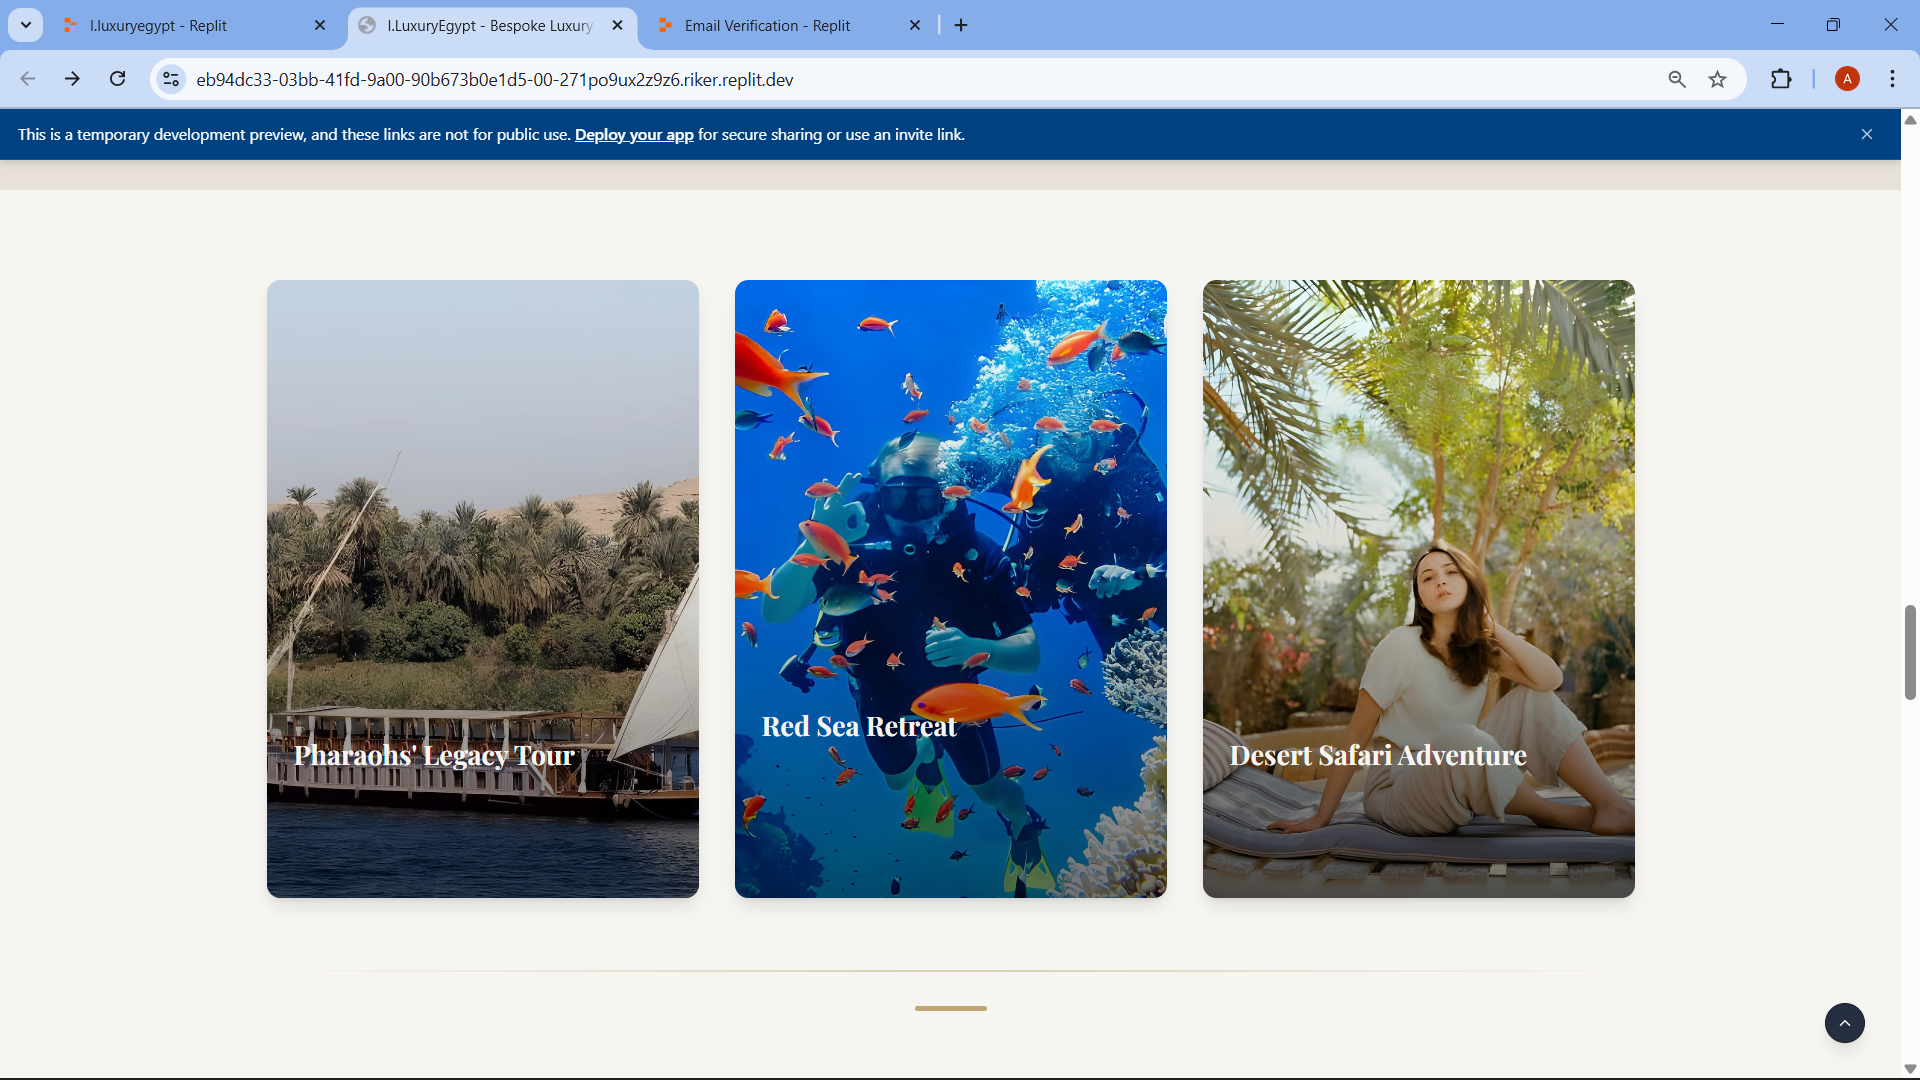 I.luxuryegypt - Replit
I.LuxuryEgypt - Bespoke Luxury
Email Verification - Replit
eb94dc33-03bb-41fd-9a00-90b673b0e1d5-00-271po9ux2z9z6.riker.replit.dev
A
This is a temporary development preview, and these links are not for public use. Deploy your app for secure sharing or use an invite link.
Pharaohs' Legacy Tour
Red Sea Retreat
Desert Safari Adventure